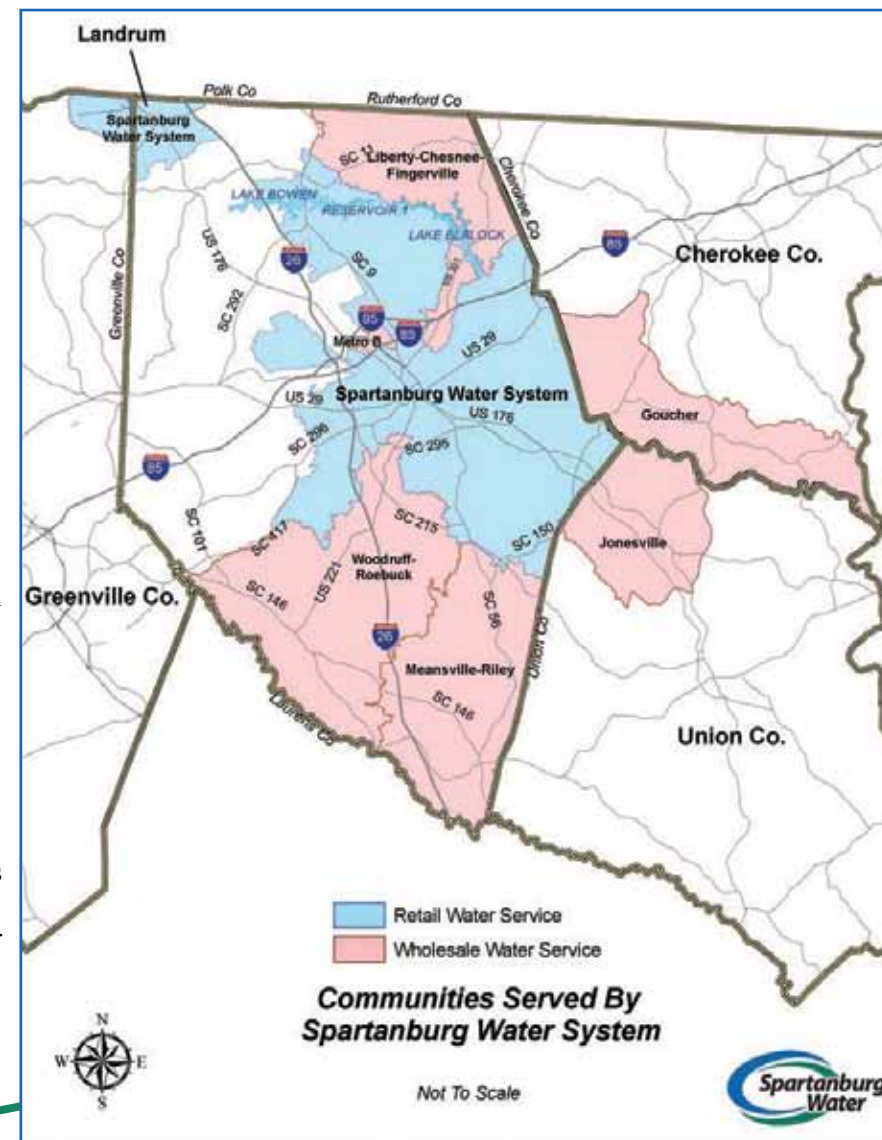 Landrum
Polk Co
Rutherford Co
Spartanburg
Water System
SC 11
Liberty-Chesnee-
Fingerville
Cherokee Co
LAKE BOWEN
RESERVOIR 1
LAKE BLALOCK
Greenville Co
US 176
26
SC 9
85
Cherokee Co.
SC 292
US 221
85
85
Metro B
US 29
Spartanburg Water System
US 29
US 176
Goucher
SC 296
SC 295
85
SC 101
SC 417
SC 215
SC 150
Jonesville
Woodruff-
Roebuck
US 221
Greenville Co.
SC 146
SC 56
26
Union Co
Meansville-Riley
SC 146
Laurens Co
Union Co.
Retail Water Service
Wholesale Water Service
Communities Served By
Spartanburg Water System
N
W
E
S
Not To Scale
Spartanburg
Water